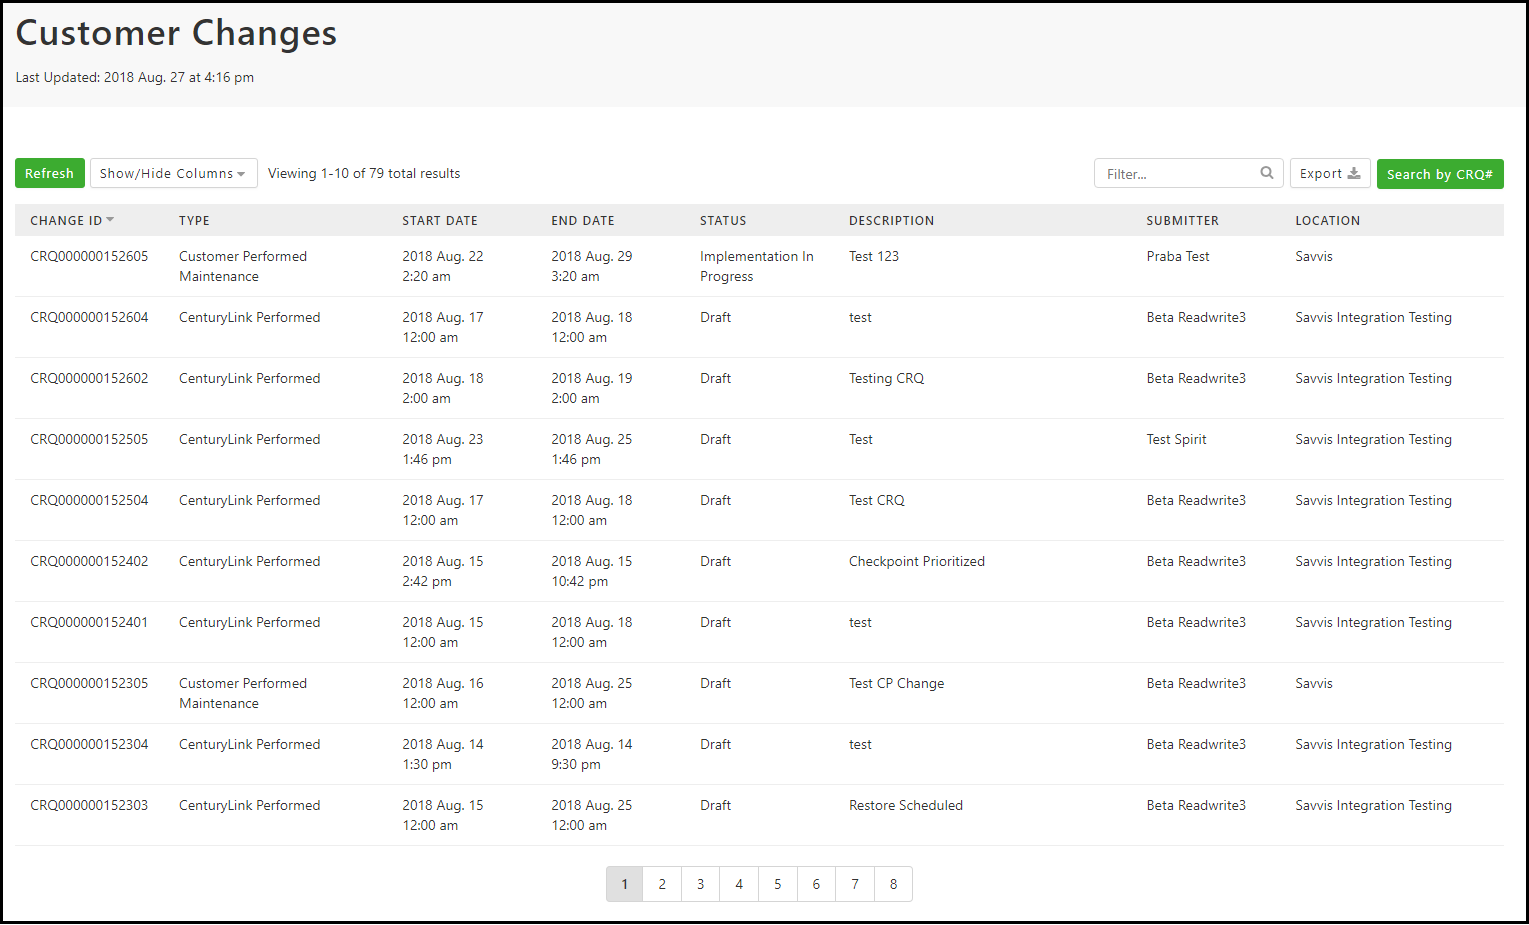 Customer Changes
Last Updated: 2018 Aug. 27 at 4:16 pm
Refresh Show/Hide Columns Viewing 1-10 of 79 total results Filter... Export Search by CRQ#
CHANGE ID TYPE START DATE END DATE STATUS DESCRIPTION SUBMITTER LOCATION
CRQ000000152605 Customer Performed 2018 Aug. 22 2018 Aug. 29 Implementation In Test 123 Praba Test Savvis
Maintenance 2:20 am 3:20 am Progress
CRQ000000152604 CenturyLink Performed 2018 Aug. 17 2018 Aug. 18 Draft test Beta Readwrite3 Savvis Integration Testing
12:00 am 12:00 am
CRQ000000152602 CenturyLink Performed 2018 Aug. 18 2018 Aug. 19 Draft Testing CRQ Beta Readwrite3 Savvis Integration Testing
2:00 am 2:00 am
CRQ000000152505 CenturyLink Performed 2018 Aug. 23 2018 Aug. 25 Draft Test Test Spirit Savvis Integration Testing
1:46 pm 1:46 pm
CRQ000000152504 CenturyLink Performed 2018 Aug. 17 2018 Aug. 18 Draft Test CRQ Beta Readwrite3 Savvis Integration Testing
12:00 am 12:00 am
CRQ000000152402 CenturyLink Performed 2018 Aug. 15 2018 Aug. 15 Draft Checkpoint Prioritized Beta Readwrite3 Savvis Integration Testing
2:42 pm 10:42 pm
CRQ000000152401 CenturyLink Performed 2018 Aug. 15 2018 Aug. 18 Draft test Beta Readwrite3 Savvis Integration Testing
12:00 am 12:00 am
CRQ000000152305 Customer Performed 2018 Aug. 16 2018 Aug. 25 Draft Test CP Change Beta Readwrite3 Savvis
Maintenance 12:00 am 12:00 am
CRQ000000152304 CenturyLink Performed 2018 Aug. 14 2018 Aug. 14 Draft test Beta Readwrite3 Savvis Integration Testing
1:30 pm 9:30 pm
CRQ000000152303 CenturyLink Performed 2018 Aug. 15 2018 Aug. 25 Draft Restore Scheduled Beta Readwrite3 Savvis Integration Testing
12:00 am 12:00 am
1 2 3 4 5 6 7 8